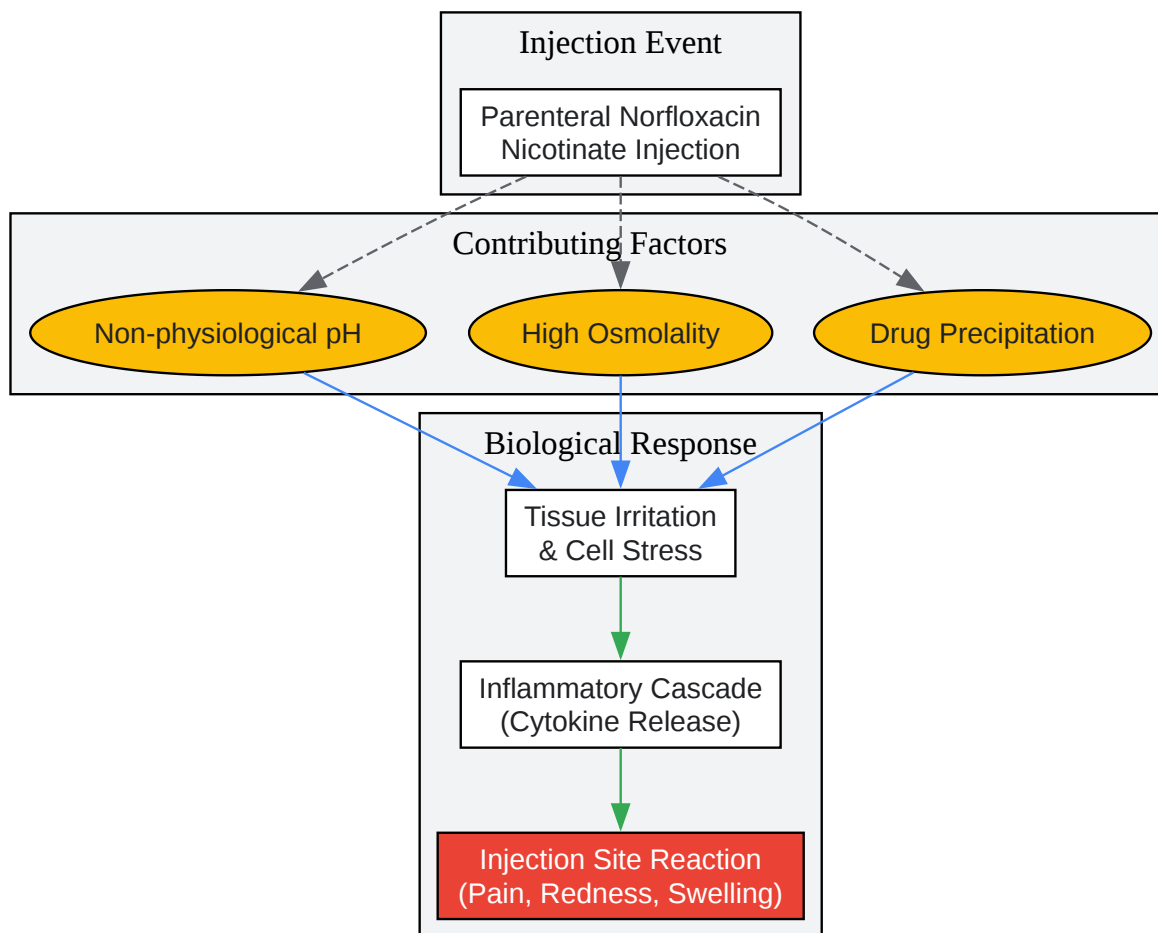 Injection Event
Parenteral Norfloxacin
Nicotinate Injection
Contributing Factors
Non-physiological pH
High Osmolality
Drug Precipitation
Biological Response
Tissue Irritation
& Cell Stress
Inflammatory Cascade
(Cytokine Release)
Injection Site Reaction
(Pain, Redness, Swelling)